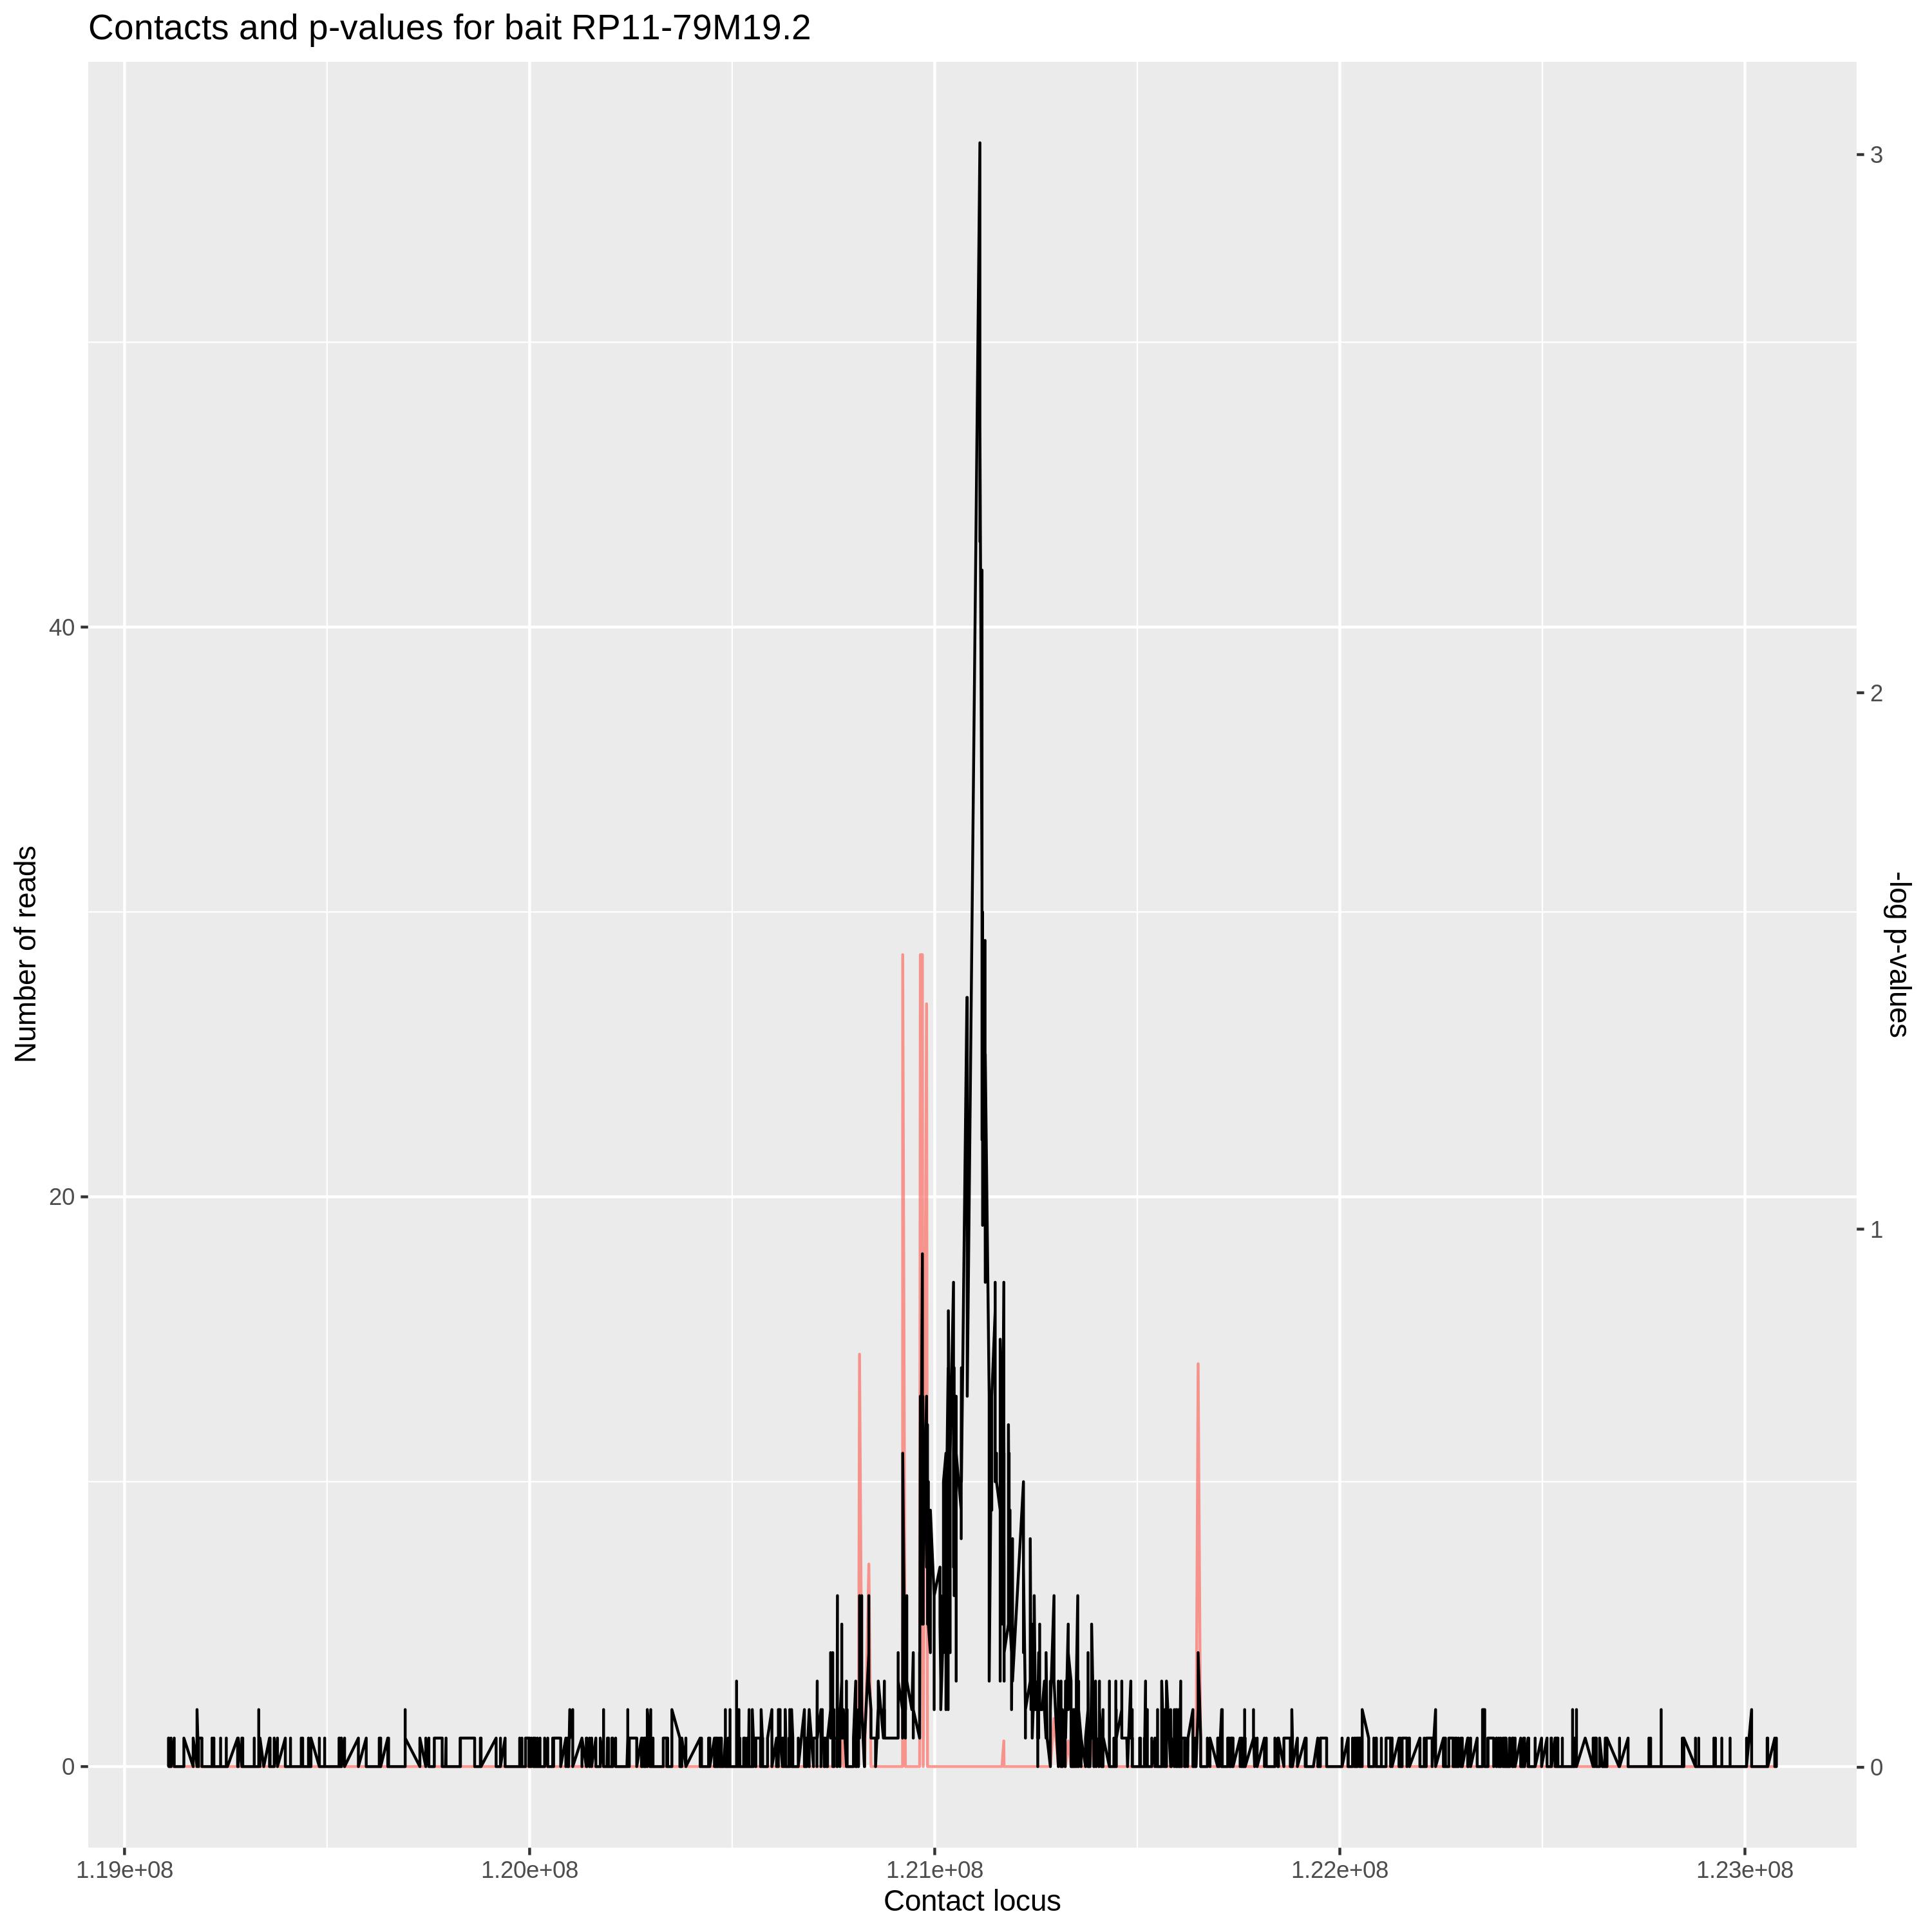 Contacts and p-values for bait RP11-79M19.2
Number of reads
40
20
0
3
2
1
0
-log p-values
1.19e+08 1.20e+08 1.21e+08 1.22e+08 1.23e+08
Contact locus